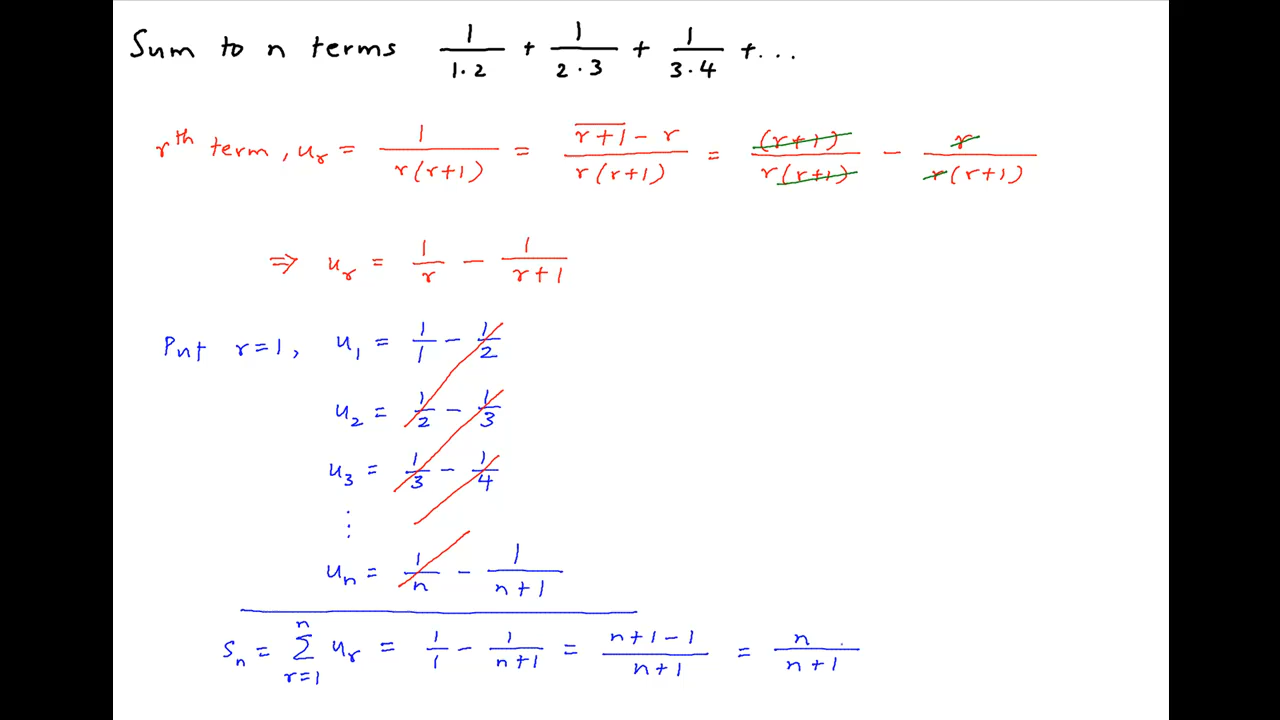 Sum to n terms 1/(1·2) + 1/(2·3) + 1/(3·4) + ...
rth term, u_r = 1/(r(r+1)) = (r+1 - r)/(r(r+1)) = (r+1)/(r(r+1)) - r/(r(r+1))
⇒ u_r = 1/r - 1/(r+1)
Put r=1, u_1 = 1/1 - 1/2
u_2 = 1/2 - 1/3
u_3 = 1/3 - 1/4
⋮
u_n = 1/n - 1/(n+1)
S_n = n Σ r=1 u_r = 1/1 - 1/(n+1) = (n+1-1)/(n+1) = n/(n+1)